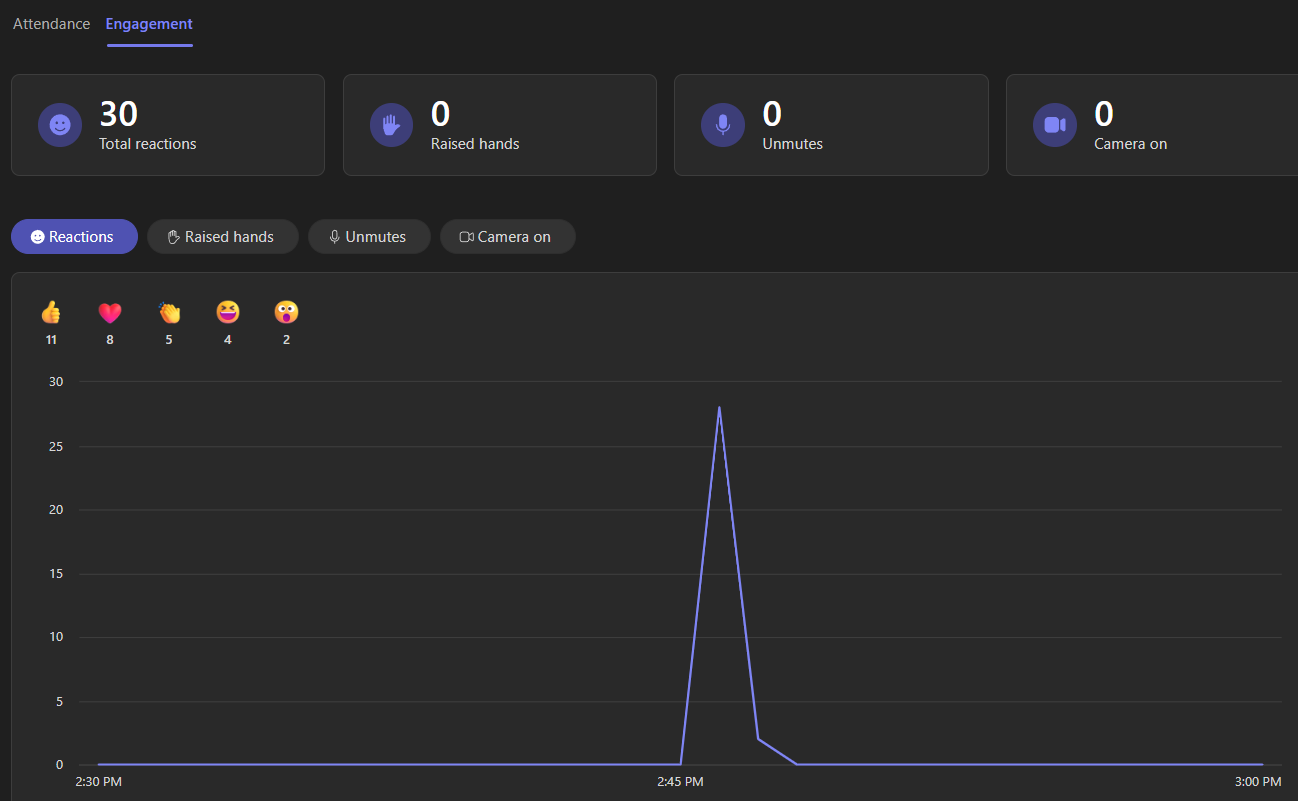 Attendance Engagement
30 0 0 0
Total reactions Raised hands Unmutes Camera on
Reactions Raised hands Unmutes Camera on
11 8 5 4 2
30
25
20
15
10
5
0
2:30 PM 2:45 PM 3:00 PM